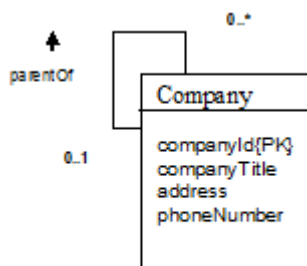 0..*
parentOf
Company
0..1
companyId{PK}
companyTitle
address
phoneNumber